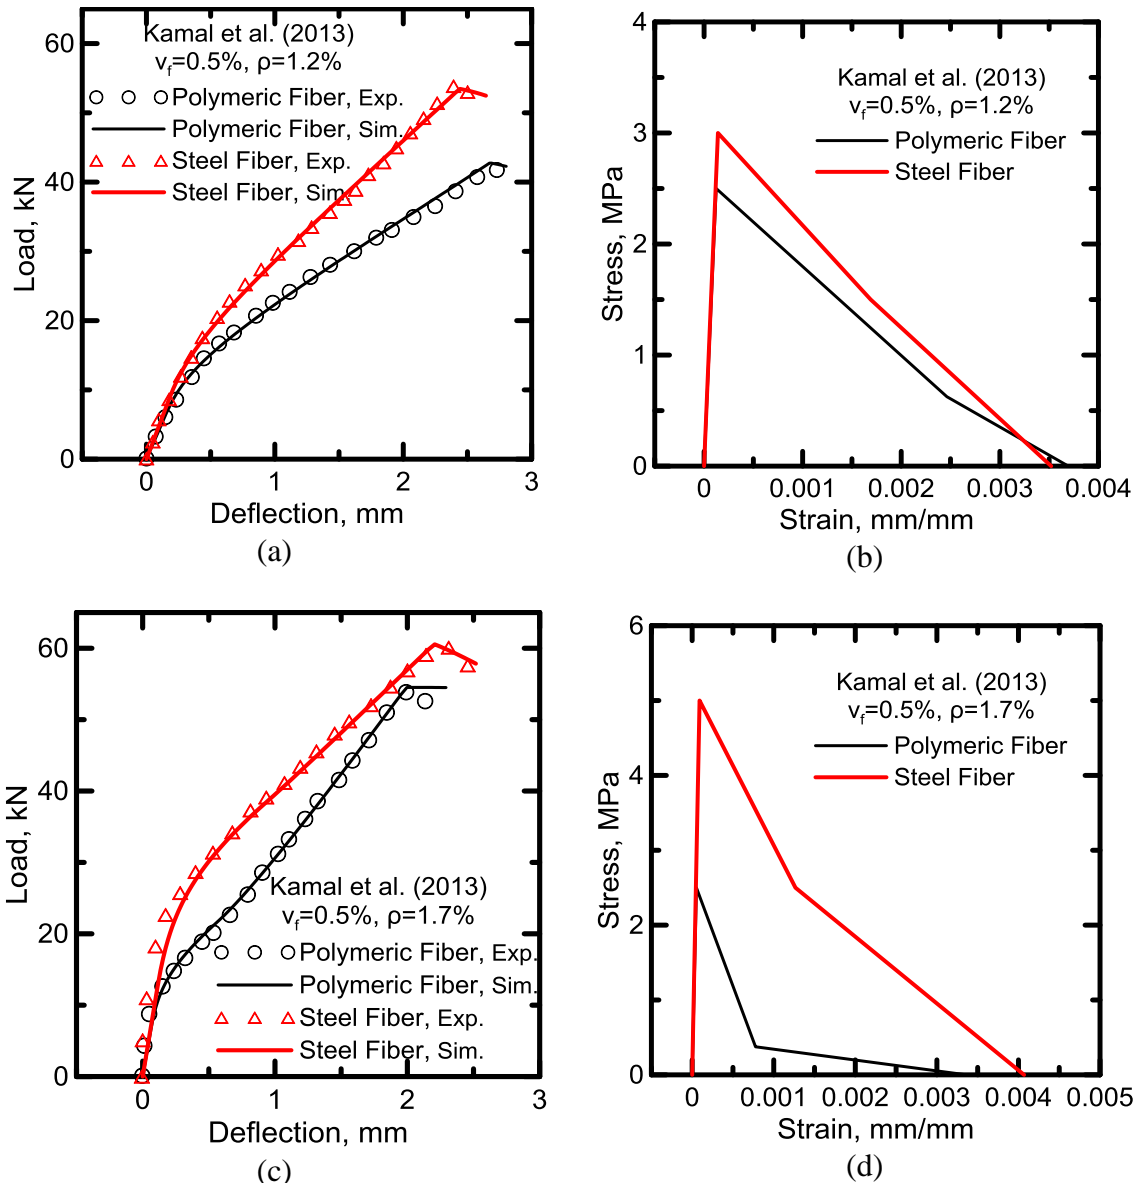 Kamal et al. (2013)
v_f=0.5%, ρ=1.2%
Polymeric Fiber, Exp.
Polymeric Fiber, Sim.
Steel Fiber, Exp.
Steel Fiber, Sim.
60
40
20
0
Load, kN
0 1 2 3
Deflection, mm
(a)
Kamal et al. (2013)
v_f=0.5%, ρ=1.2%
Polymeric Fiber
Steel Fiber
4
3
2
1
0
Stress, MPa
0 0.001 0.002 0.003 0.004
Strain, mm/mm
(b)
60
40
20
0
Load, kN
Kamal et al. (2013)
v_f=0.5%, ρ=1.7%
Polymeric Fiber, Exp.
Polymeric Fiber, Sim.
Steel Fiber, Exp.
Steel Fiber, Sim.
0 1 2 3
Deflection, mm
(c)
6
4
2
0
Stress, MPa
Kamal et al. (2013)
v_f=0.5%, ρ=1.7%
Polymeric Fiber
Steel Fiber
0 0.001 0.002 0.003 0.004 0.005
Strain, mm/mm
(d)